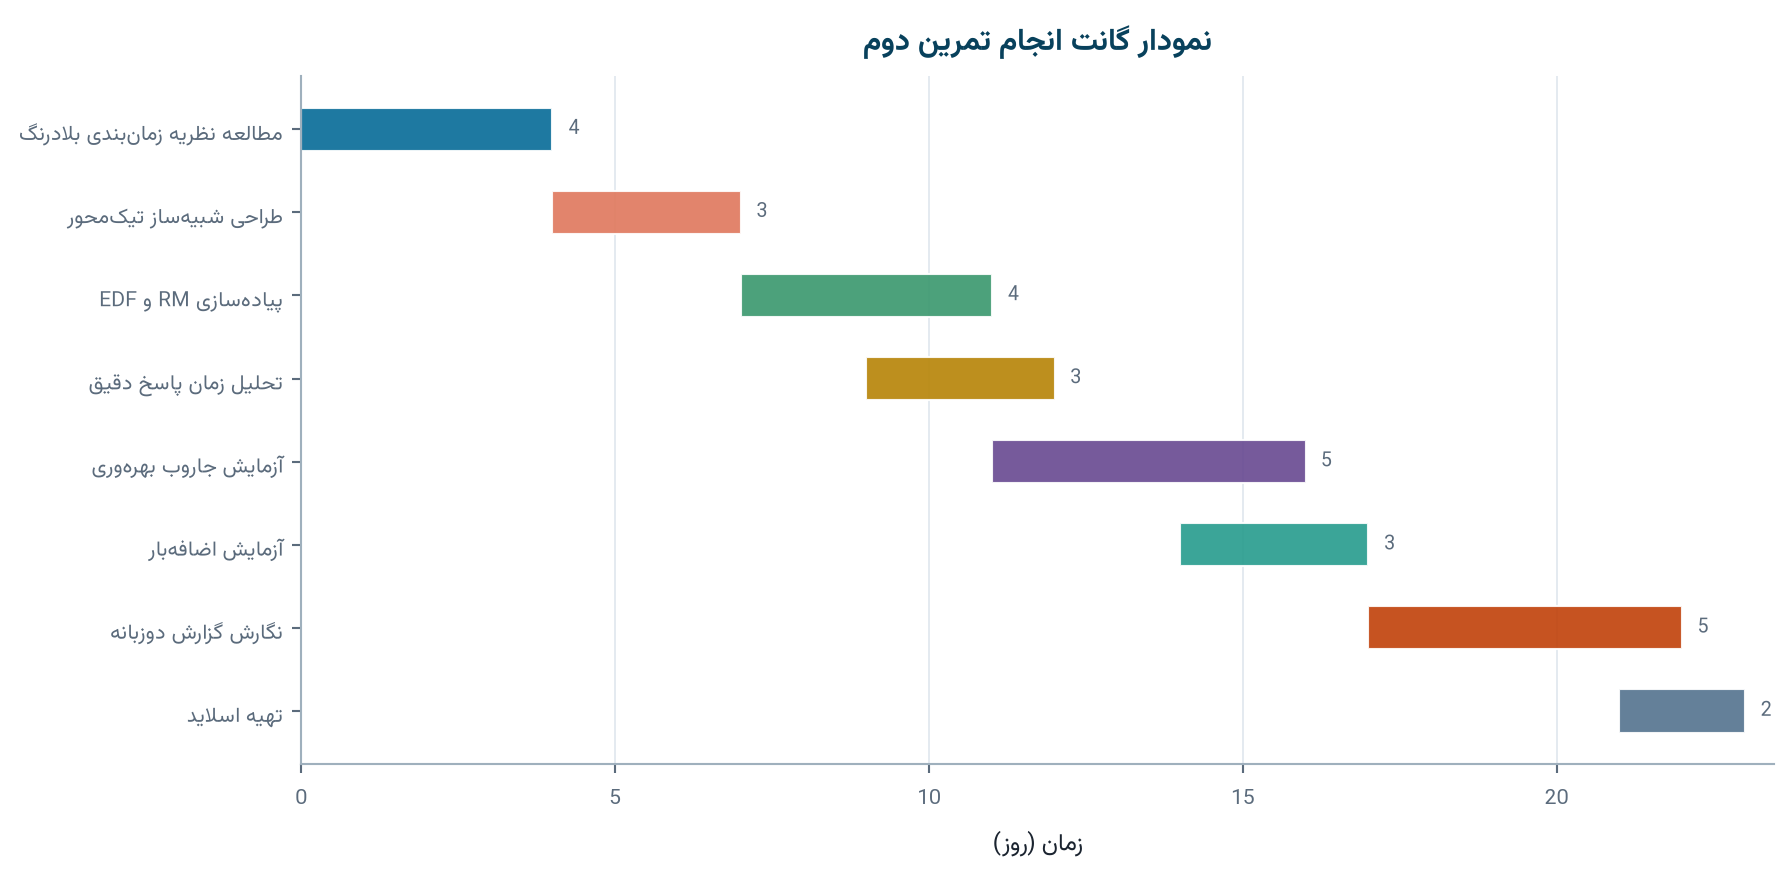 نمودار گانت انجام تمرین دوم
مطالعه نظریه زمان‌بندی بلادرنگ
4
طراحی شبیه‌ساز تیک‌محور
3
پیاده‌سازی RM و EDF
4
تحلیل زمان پاسخ دقیق
3
آزمایش جاروب بهره‌وری
5
آزمایش اضافه‌بار
3
نگارش گزارش دوزبانه
5
تهیه اسلاید
2
0 5 10 15 20
زمان (روز)